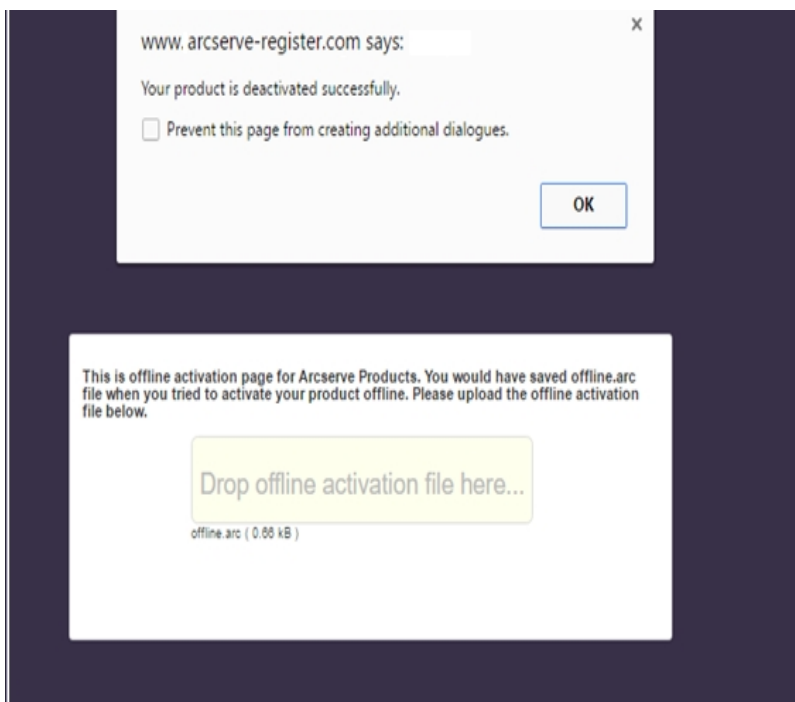 www. arcserve-register.com says:
x
Your product is deactivated successfully.
Prevent this page from creating additional dialogues.
OK
This is offline activation page for Arcserve Products. You would have saved offline.arc
file when you tried to activate your product offline. Please upload the offline activation
file below.
Drop offline activation file here...
offline.arc ( 0.66 kB )